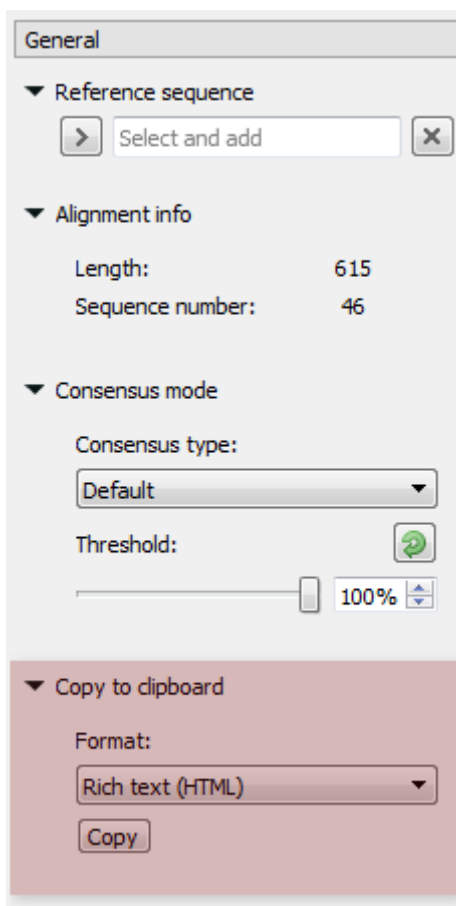 General
Reference sequence
Select and add
Alignment info
Length: 615
Sequence number: 46
Consensus mode
Consensus type:
Default
Threshold:
100%
Copy to clipboard
Format:
Rich text (HTML)
Copy